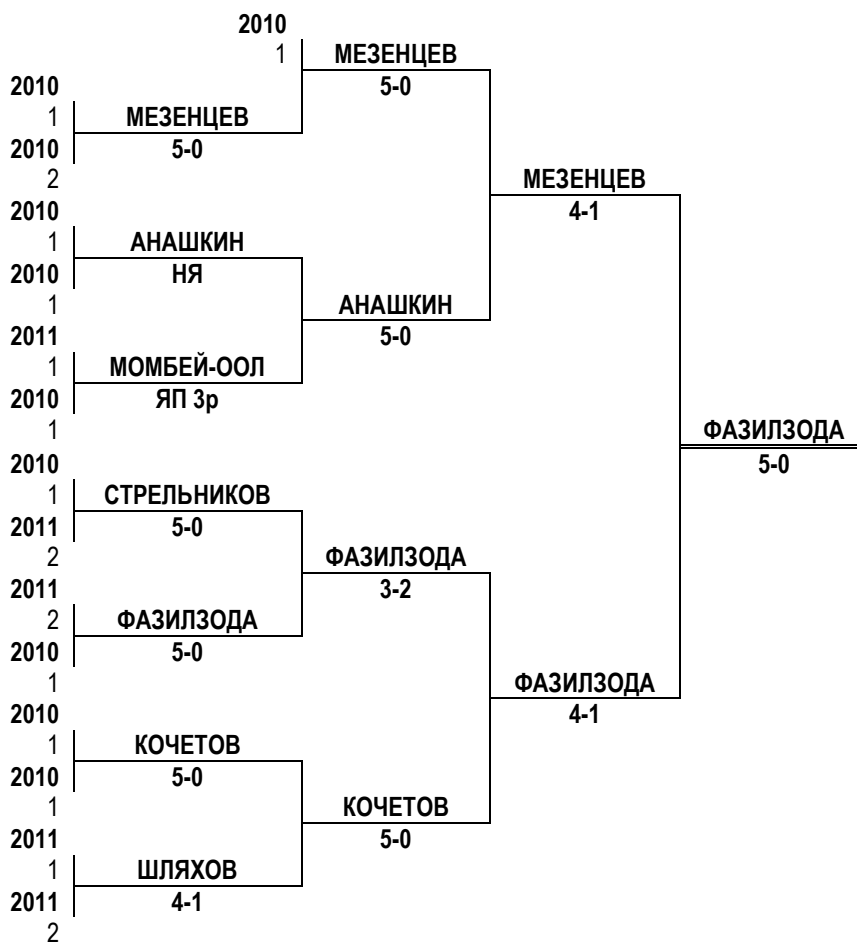 2010
1
МЕЗЕНЦЕВ
5-0
2010
1
МЕЗЕНЦЕВ
2010
5-0
2
МЕЗЕНЦЕВ
2010
4-1
1
АНАШКИН
2010
НЯ
1
АНАШКИН
2011
5-0
1
МОМБЕЙ-ООЛ
2010
ЯП 3р
1
ФАЗИЛЗОДА
2010
5-0
1
СТРЕЛЬНИКОВ
2011
5-0
2
ФАЗИЛЗОДА
2011
3-2
2
ФАЗИЛЗОДА
2010
5-0
1
ФАЗИЛЗОДА
2010
4-1
1
КОЧЕТОВ
2010
5-0
1
КОЧЕТОВ
2011
5-0
1
ШЛЯХОВ
2011
4-1
2